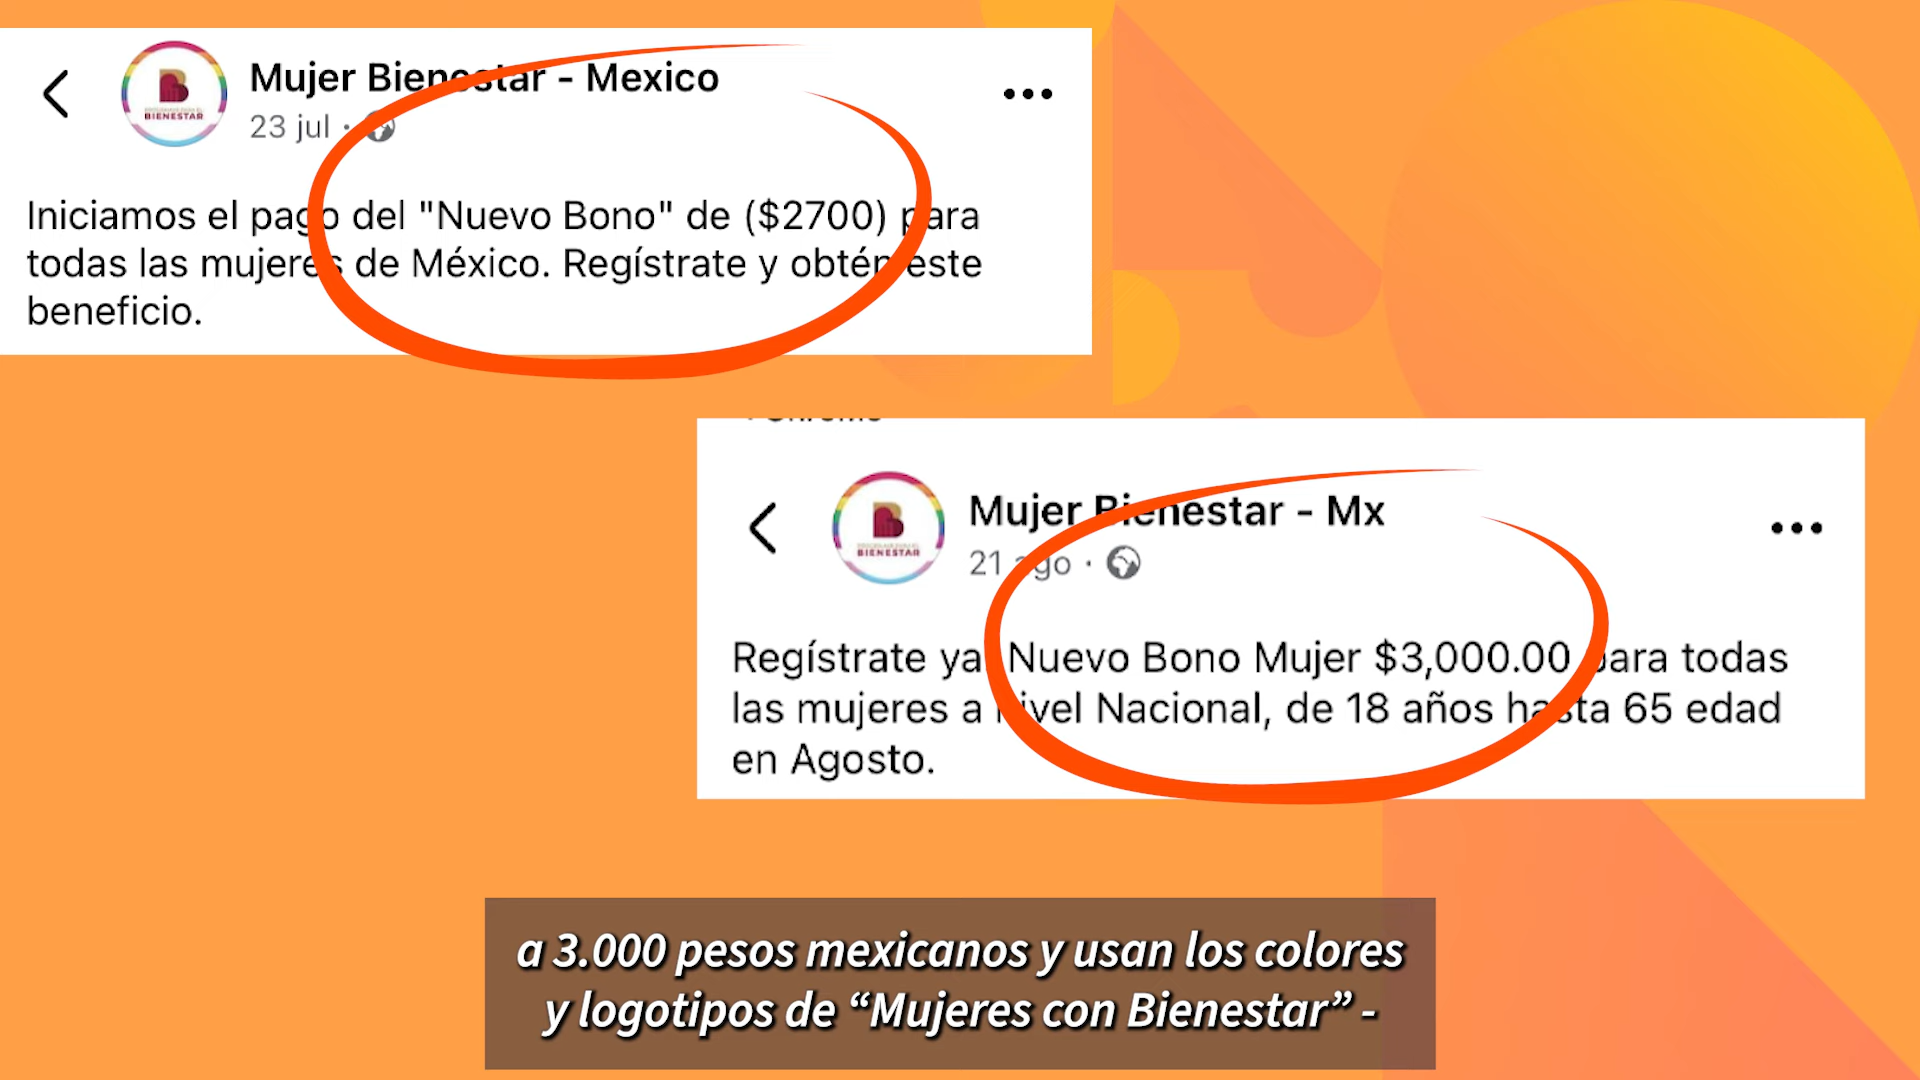 Mujer Bienestar - Mexico
23 jul ·
BIENESTAR
Iniciamos el pago del "Nuevo Bono" de ($2700) para
todas las mujeres de México. Regístrate y obtén este
beneficio.
Mujer Bienestar - Mx
21 ago ·
BIENESTAR
Regístrate ya Nuevo Bono Mujer $3,000.00 para todas
las mujeres a nivel Nacional, de 18 años hasta 65 edad
en Agosto.
a 3.000 pesos mexicanos y usan los colores
y logotipos de “Mujeres con Bienestar” -